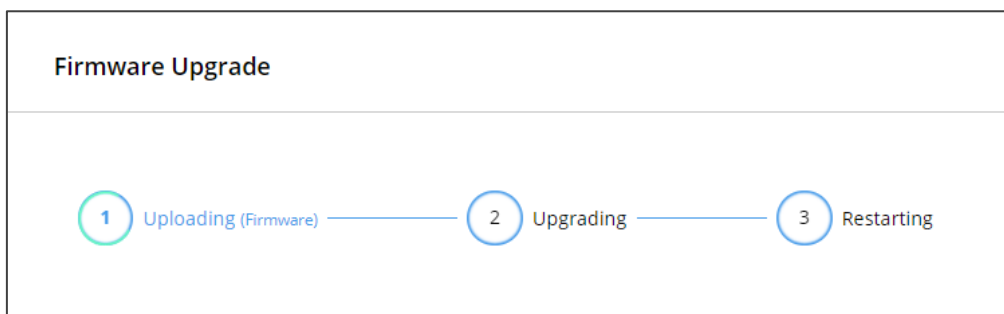 Firmware Upgrade
1 Uploading (Firmware) 2 Upgrading 3 Restarting